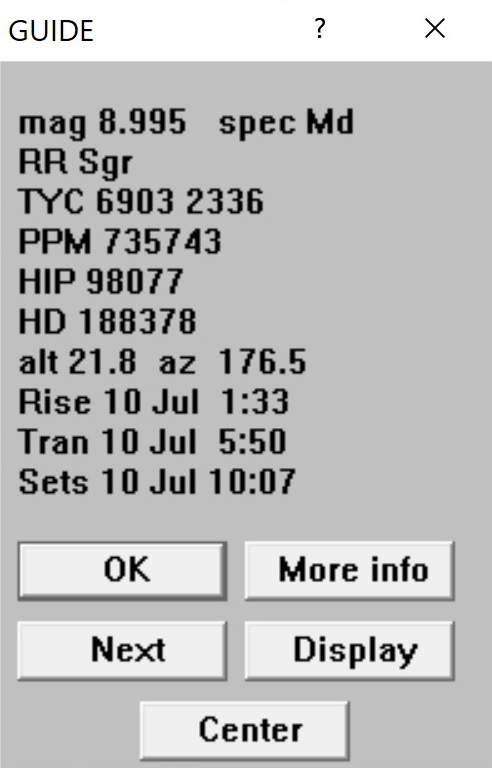 GUIDE ? ×
mag 8.995 spec Md
RR Sgr
TYC 6903 2336
PPM 735743
HIP 98077
HD 188378
alt 21.8 az 176.5
Rise 10 Jul 1:33
Tran 10 Jul 5:50
Sets 10 Jul 10:07
OK More info
Next Display
Center